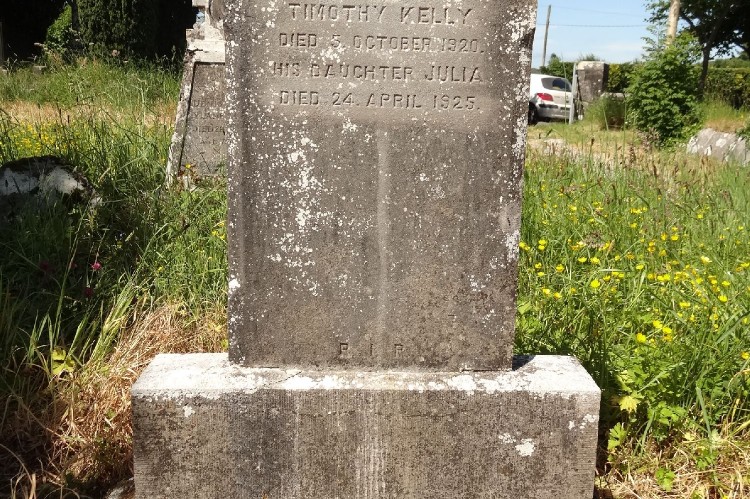 TIMOTHY KELLY
DIED 5. OCTOBER 1920.
HIS DAUGHTER JULIA
DIED 24. APRIL 1925.
R I P